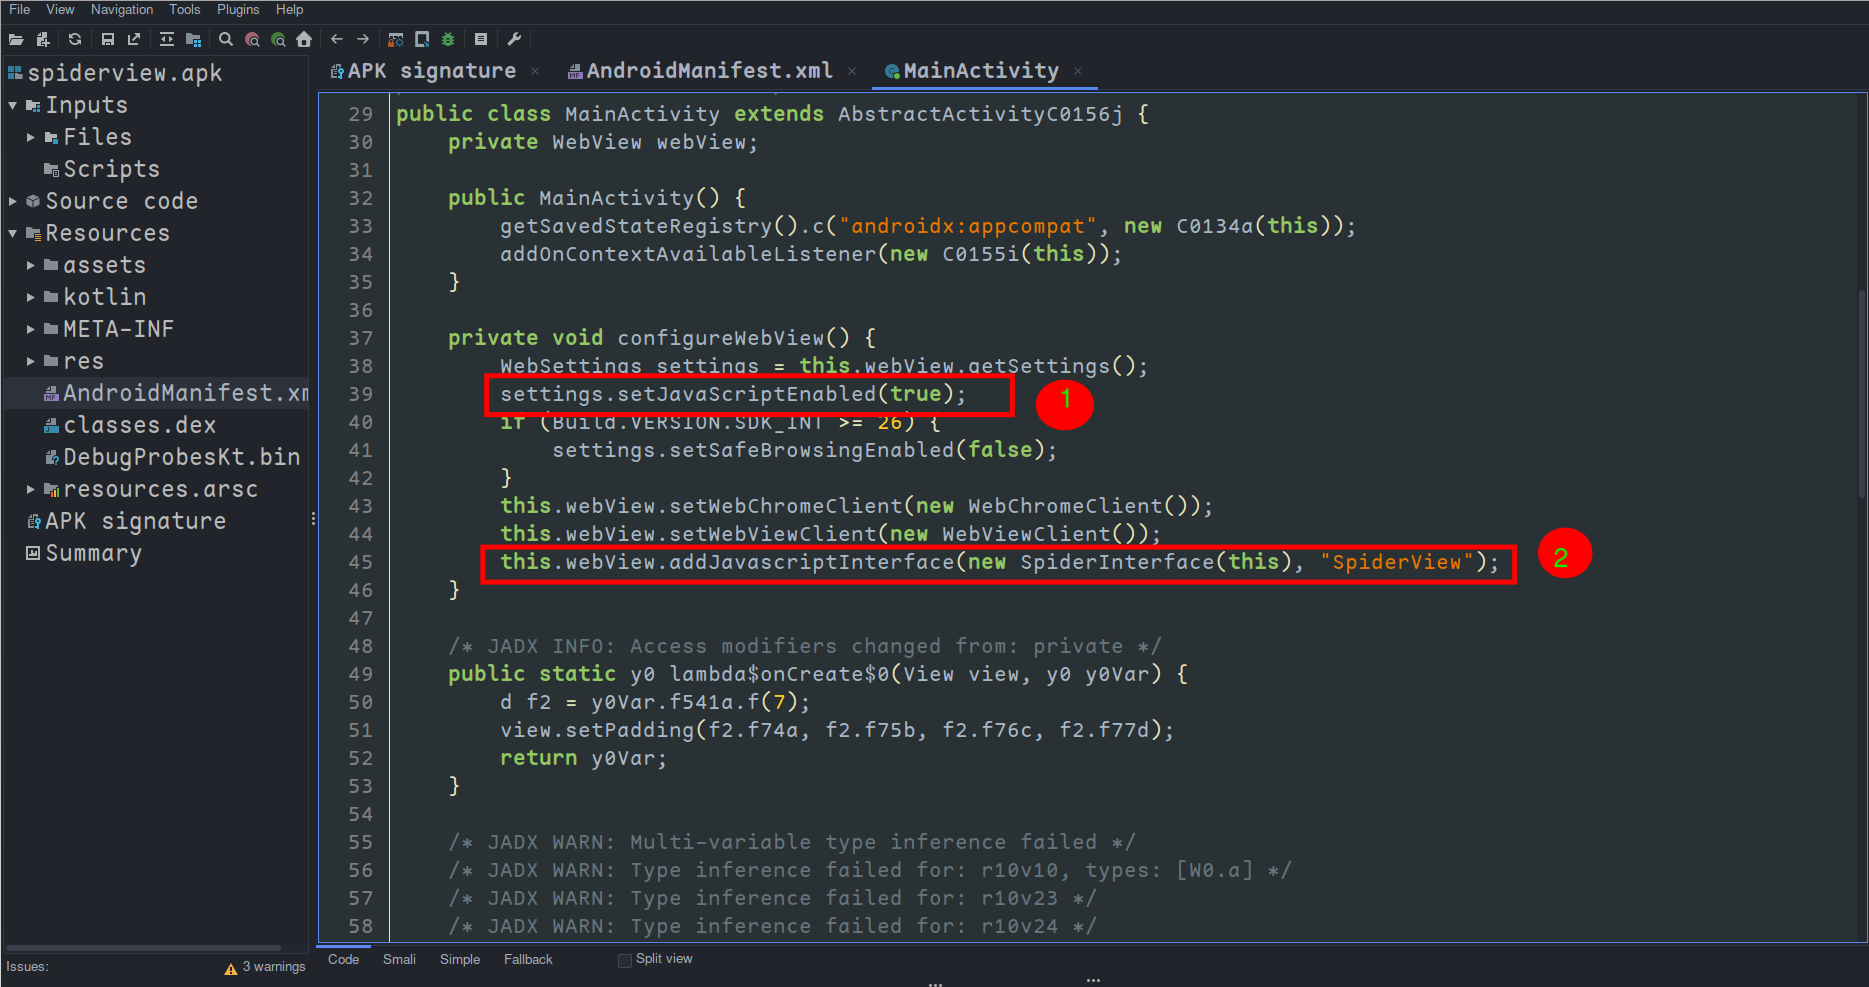 File View Navigation Tools Plugins Help
spiderview.apk
Inputs
Files
Scripts
Source code
Resources
assets
kotlin
META-INF
res
AndroidManifest.xm
classes.dex
DebugProbesKt.bin
resources.arsc
APK signature
Summary
Issues: 3 warnings
APK signature × AndroidManifest.xml × MainActivity ×
29 public class MainActivity extends AbstractActivityC0156j {
30 private WebView webView;
31
32 public MainActivity() {
33 getSavedStateRegistry().c("androidx:appcompat", new C0134a(this));
34 addOnContextAvailableListener(new C0155i(this));
35 }
36
37 private void configureWebView() {
38 WebSettings settings = this.webView.getSettings();
39 settings.setJavaScriptEnabled(true); 1
40 if (Build.VERSION.SDK_INT >= 26) {
41 settings.setSafeBrowsingEnabled(false);
42 }
43 this.webView.setWebChromeClient(new WebChromeClient());
44 this.webView.setWebViewClient(new WebViewClient());
45 this.webView.addJavascriptInterface(new SpiderInterface(this), "SpiderView"); 2
46 }
47
48 /* JADX INFO: Access modifiers changed from: private */
49 public static y0 lambda$onCreate$0(View view, y0 y0Var) {
50 d f2 = y0Var.f541a.f(7);
51 view.setPadding(f2.f74a, f2.f75b, f2.f76c, f2.f77d);
52 return y0Var;
53 }
54
55 /* JADX WARN: Multi-variable type inference failed */
56 /* JADX WARN: Type inference failed for: r10v10, types: [W0.a] */
57 /* JADX WARN: Type inference failed for: r10v23 */
58 /* JADX WARN: Type inference failed for: r10v24 */
Code Smali Simple Fallback Split view